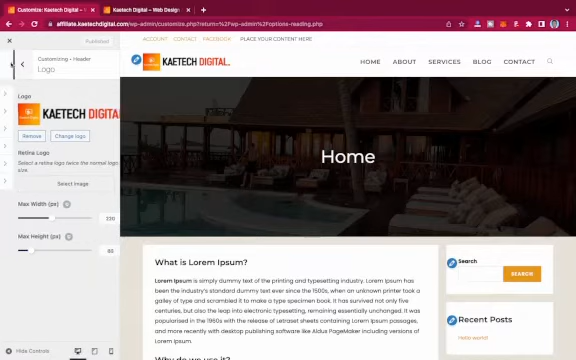 Customize: Kaetech Digital – W
Kaetech Digital – Web Design
affiliate.kaetechdigital.com/wp-admin/customize.php?return=%2Fwp-admin%2Foptions-reading.php
Published
ACCOUNT CONTACT FACEBOOK PLACE YOUR CONTENT HERE
Customizing • Header
Logo
KAETECH DIGITAL.
HOME ABOUT SERVICES BLOG CONTACT
Logo
KAETECH DIGITA
Remove Change logo
Retina Logo
Select a retina logo twice the normal logo
size.
Select Image
Max Width (px)
220
Max Height (px)
65
Hide Controls
Home
What is Lorem Ipsum?
Lorem Ipsum is simply dummy text of the printing and typesetting industry. Lorem Ipsum has
been the industry's standard dummy text ever since the 1500s, when an unknown printer took a
galley of type and scrambled it to make a type specimen book. It has survived not only five
centuries, but also the leap into electronic typesetting, remaining essentially unchanged. It was
popularised in the 1960s with the release of Letraset sheets containing Lorem Ipsum passages,
and more recently with desktop publishing software like Aldus PageMaker including versions of
Lorem Ipsum.
Why do we use it?
Search
SEARCH
Recent Posts
Hello world!